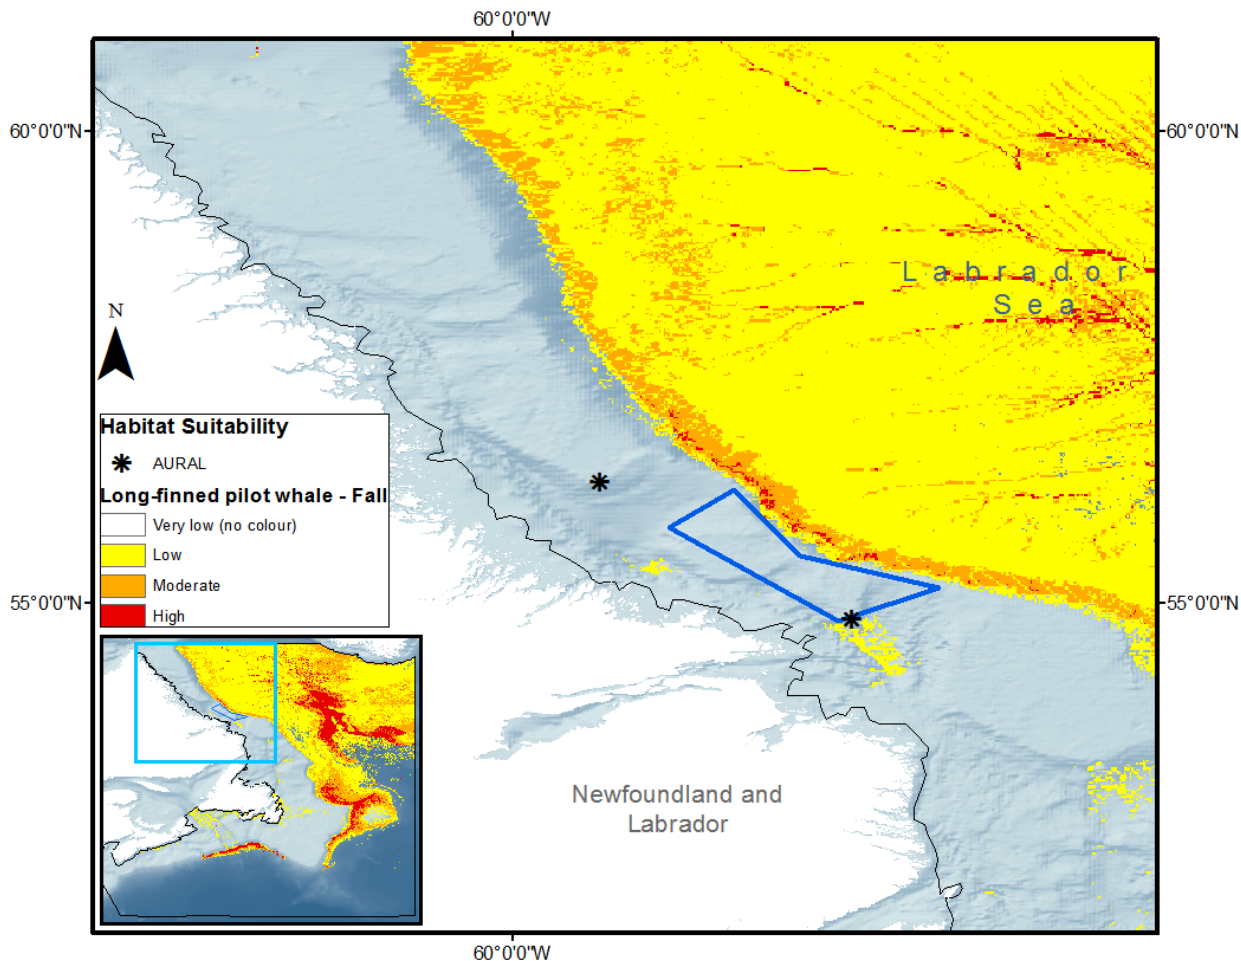 60°0'0"W
60°0'0"N
60°0'0"N
Labrador
Sea
N
Habitat Suitability
AURAL
Long-finned pilot whale - Fall
Very low (no colour)
Low
Moderate
High
55°0'0"N
55°0'0"N
Newfoundland and
Labrador
60°0'0"W